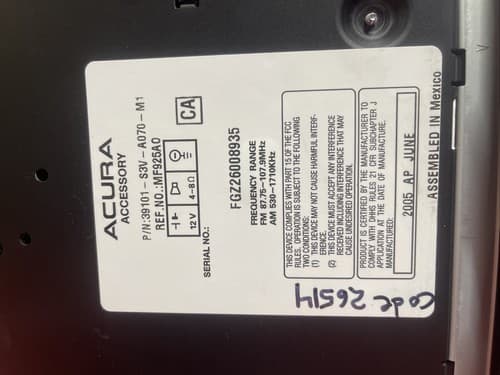 ACURA
ACCESSORY
P/N:39101-S3V-A070-M1
REF.NO.:MF925A0
12 V 4-8Ω
CA
SERIAL NO.:
FGZ26008935
FREQUENCY RANGE
FM 87.75-107.9MHz
AM 530-1710KHz
THIS DEVICE COMPLIES WITH PART 15 OF THE FCC
RULES. OPERATION IS SUBJECT TO THE FOLLOWING
TWO CONDITIONS:
(1) THIS DEVICE MAY NOT CAUSE HARMFUL INTERF-
ERENCE.
(2) THIS DEVICE MUST ACCEPT ANY INTERFERENCE
RECEIVED INCLUDING INTERFERENCE THAT MAY
CAUSE UNDESIRED OPERATION.
PRODUCT IS CERTIFIED BY THE MANUFACTURER TO
COMPLY WITH DHHS RULES 21 CFR SUBCHAPTER J
APPLICATION AT THE DATE OF MANUFACTURE.
MANUFACTURED:
2005 AP JUNE
ASSEMBLED IN Mexico
Code 26514